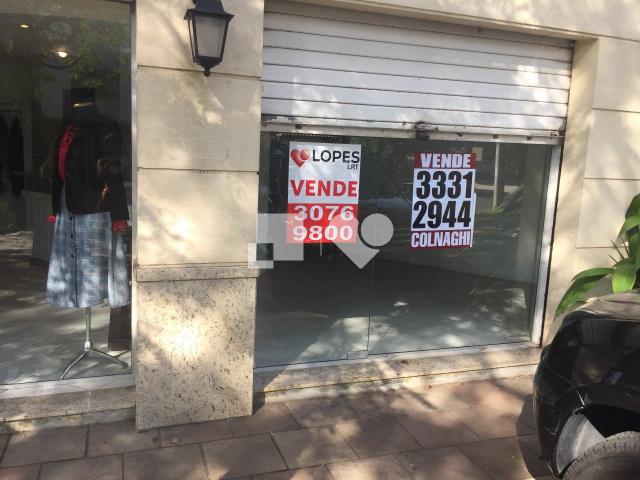 LOPES
LRT
VENDE
3076
9800
VENDE
3331
2944
COLNAGHI